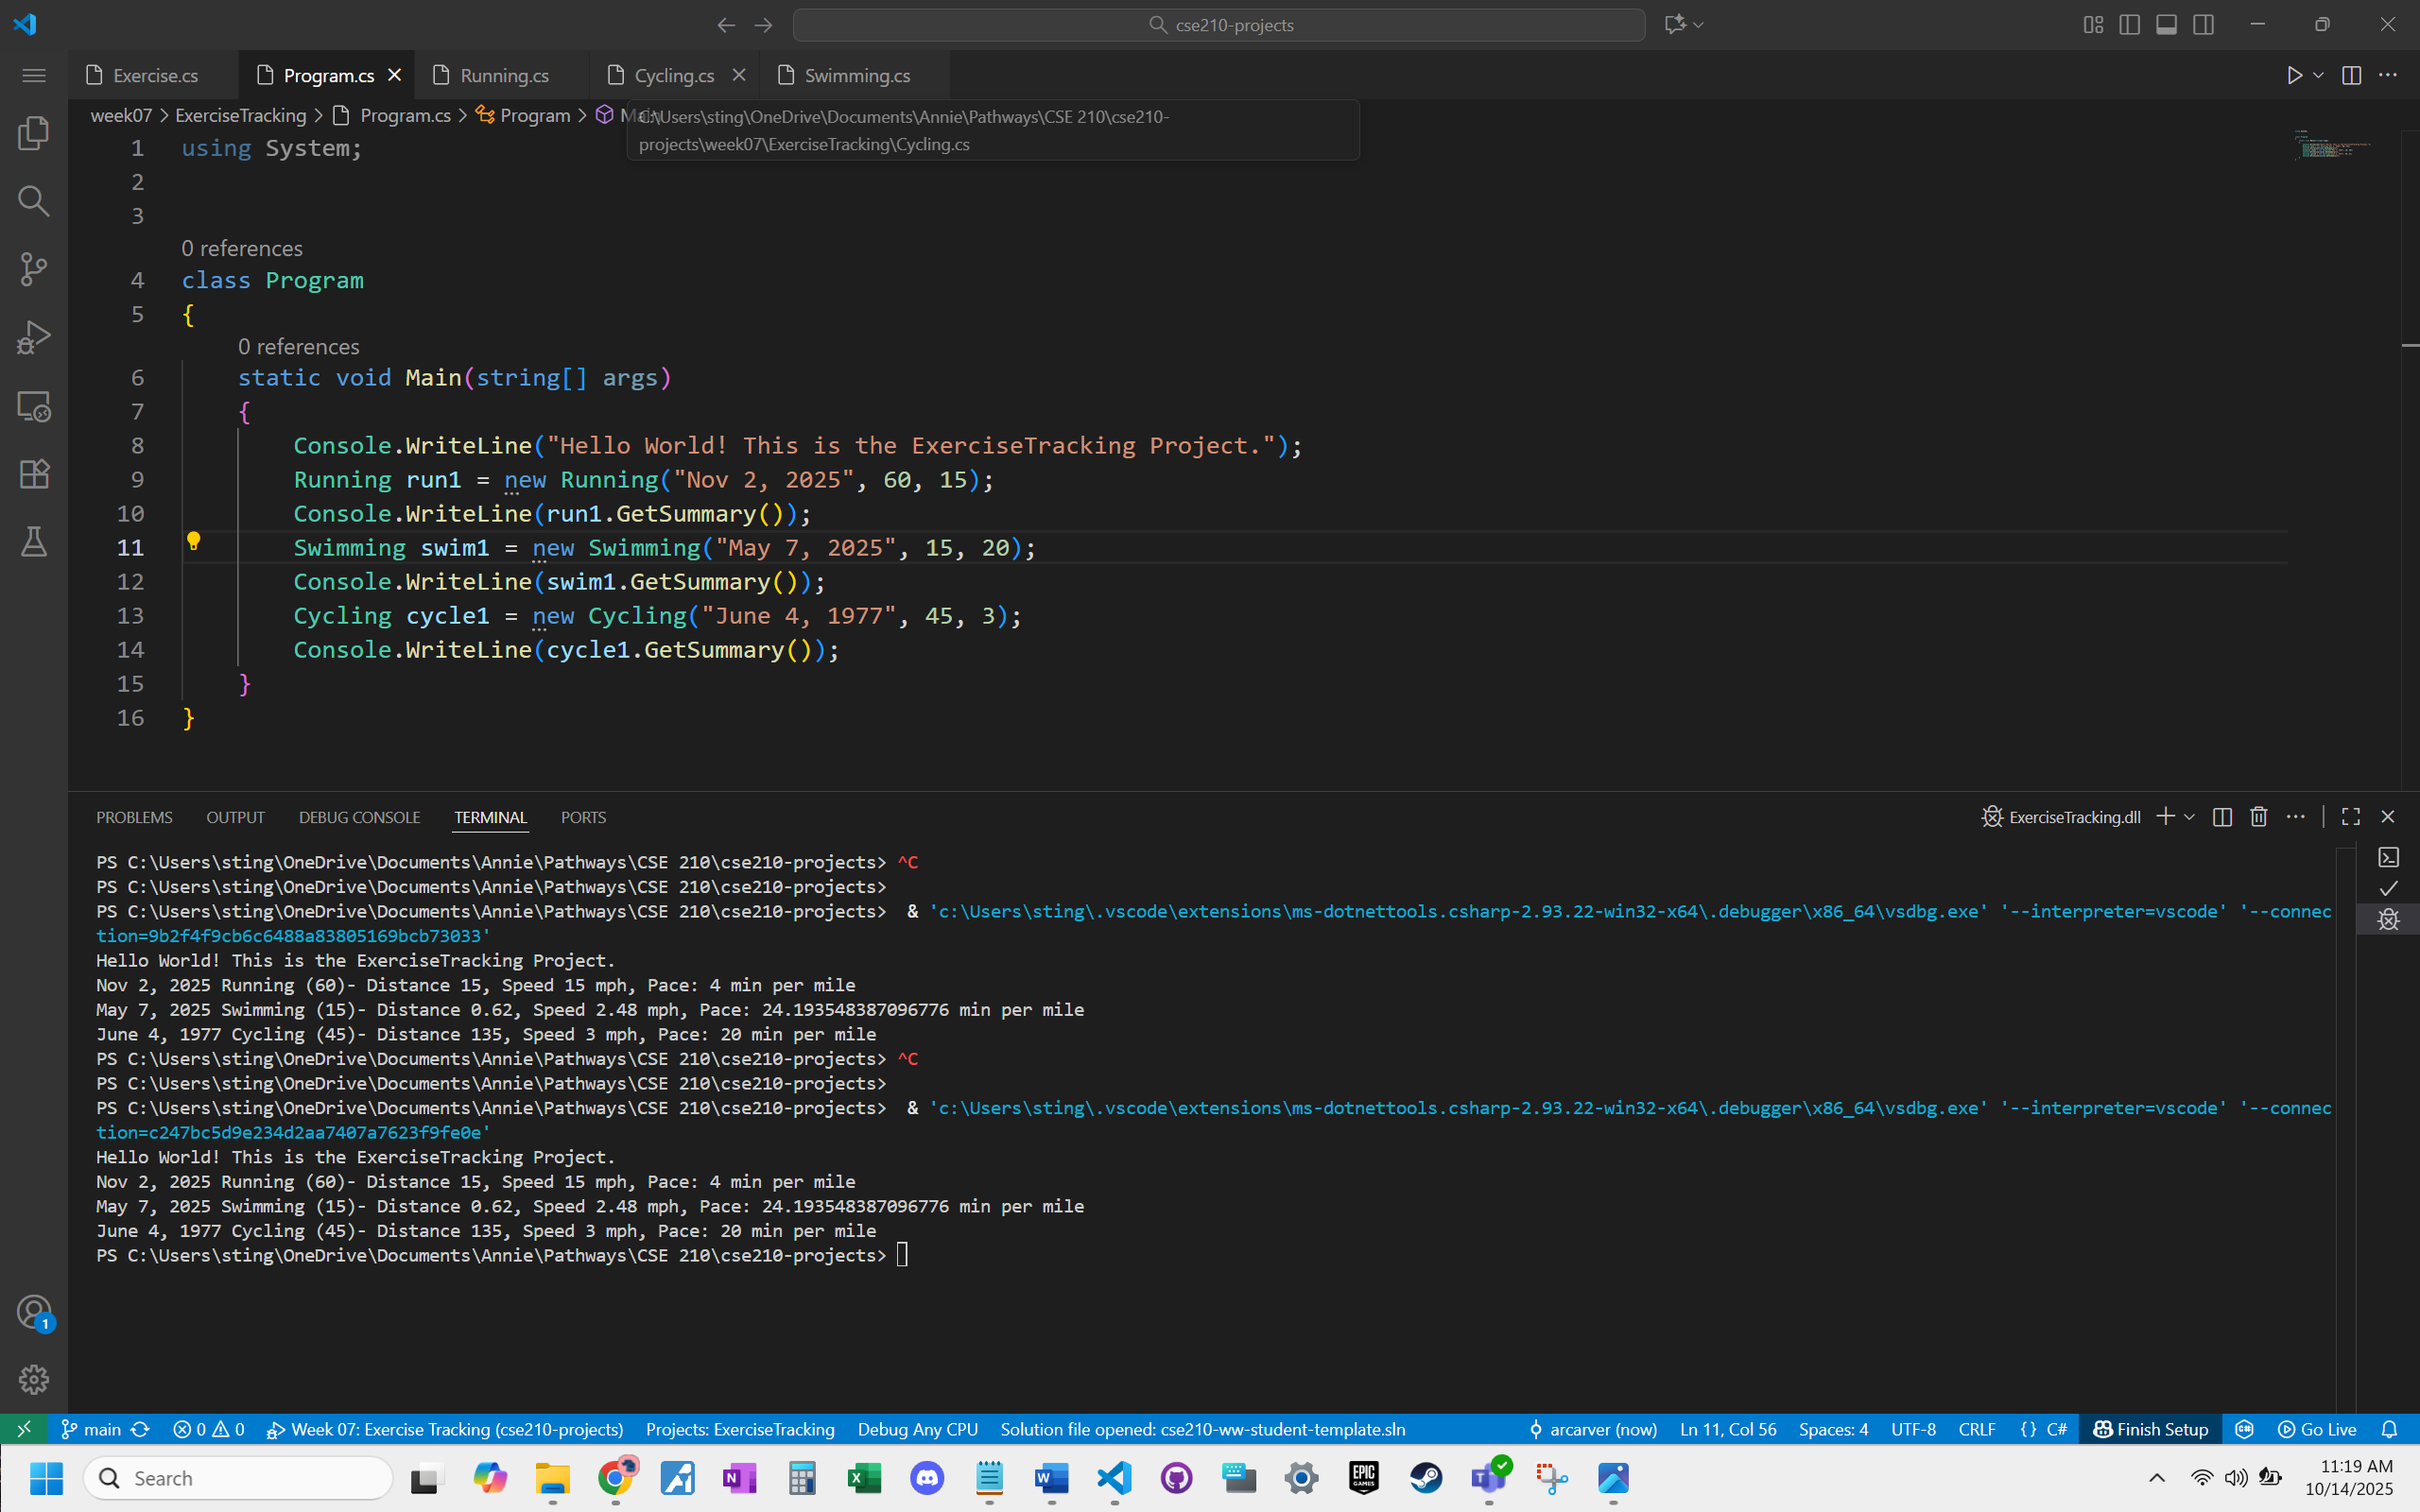 cse210-projects
Exercise.cs
Program.cs
Running.cs
Cycling.cs
Swimming.cs
week07 > ExerciseTracking > Program.cs > Program >
C:\Users\sting\OneDrive\Documents\Annie\Pathways\CSE 210\cse210-
projects\week07\ExerciseTracking\Cycling.cs
1 using System;
2
3
0 references
4 class Program
5 {
0 references
6 static void Main(string[] args)
7 {
8 Console.WriteLine("Hello World! This is the ExerciseTracking Project.");
9 Running run1 = new Running("Nov 2, 2025", 60, 15);
10 Console.WriteLine(run1.GetSummary());
11 Swimming swim1 = new Swimming("May 7, 2025", 15, 20);
12 Console.WriteLine(swim1.GetSummary());
13 Cycling cycle1 = new Cycling("June 4, 1977", 45, 3);
14 Console.WriteLine(cycle1.GetSummary());
15 }
16 }
PROBLEMS OUTPUT DEBUG CONSOLE TERMINAL PORTS
ExerciseTracking.dll
PS C:\Users\sting\OneDrive\Documents\Annie\Pathways\CSE 210\cse210-projects> ^C
PS C:\Users\sting\OneDrive\Documents\Annie\Pathways\CSE 210\cse210-projects>
PS C:\Users\sting\OneDrive\Documents\Annie\Pathways\CSE 210\cse210-projects> & 'c:\Users\sting\.vscode\extensions\ms-dotnettools.csharp-2.93.22-win32-x64\.debugger\x86_64\vsdbg.exe' '--interpreter=vscode' '--connec
tion=9b2f4f9cb6c6488a83805169bcb73033'
Hello World! This is the ExerciseTracking Project.
Nov 2, 2025 Running (60)- Distance 15, Speed 15 mph, Pace: 4 min per mile
May 7, 2025 Swimming (15)- Distance 0.62, Speed 2.48 mph, Pace: 24.193548387096776 min per mile
June 4, 1977 Cycling (45)- Distance 135, Speed 3 mph, Pace: 20 min per mile
PS C:\Users\sting\OneDrive\Documents\Annie\Pathways\CSE 210\cse210-projects> ^C
PS C:\Users\sting\OneDrive\Documents\Annie\Pathways\CSE 210\cse210-projects>
PS C:\Users\sting\OneDrive\Documents\Annie\Pathways\CSE 210\cse210-projects> & 'c:\Users\sting\.vscode\extensions\ms-dotnettools.csharp-2.93.22-win32-x64\.debugger\x86_64\vsdbg.exe' '--interpreter=vscode' '--connec
tion=c247bc5d9e234d2aa7407a7623f9fe0e'
Hello World! This is the ExerciseTracking Project.
Nov 2, 2025 Running (60)- Distance 15, Speed 15 mph, Pace: 4 min per mile
May 7, 2025 Swimming (15)- Distance 0.62, Speed 2.48 mph, Pace: 24.193548387096776 min per mile
June 4, 1977 Cycling (45)- Distance 135, Speed 3 mph, Pace: 20 min per mile
PS C:\Users\sting\OneDrive\Documents\Annie\Pathways\CSE 210\cse210-projects>
1
main 0 0 Week 07: Exercise Tracking (cse210-projects) Projects: ExerciseTracking Debug Any CPU Solution file opened: cse210-ww-student-template.sln arcarver (now) Ln 11, Col 56 Spaces: 4 UTF-8 CRLF {} C# Finish Setup Go Live
Search
EPIC GAMES
11:19 AM
10/14/2025